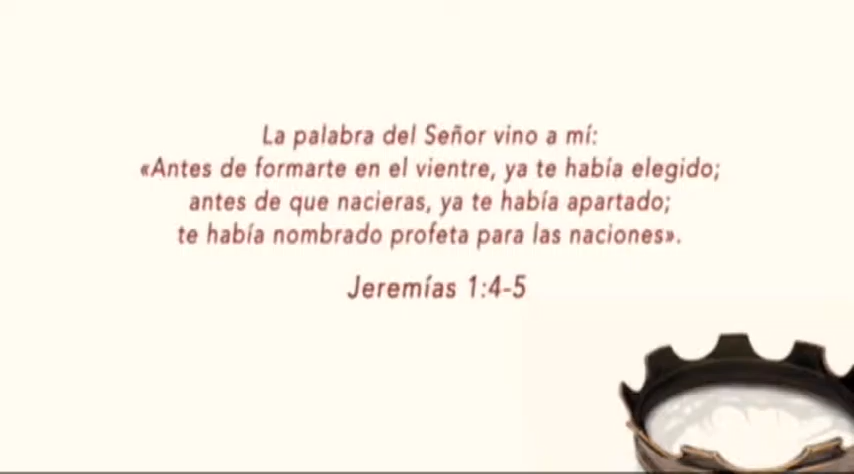 La palabra del Señor vino a mí:
«Antes de formarte en el vientre, ya te había elegido;
antes de que nacieras, ya te había apartado;
te había nombrado profeta para las naciones».
Jeremías 1:4-5